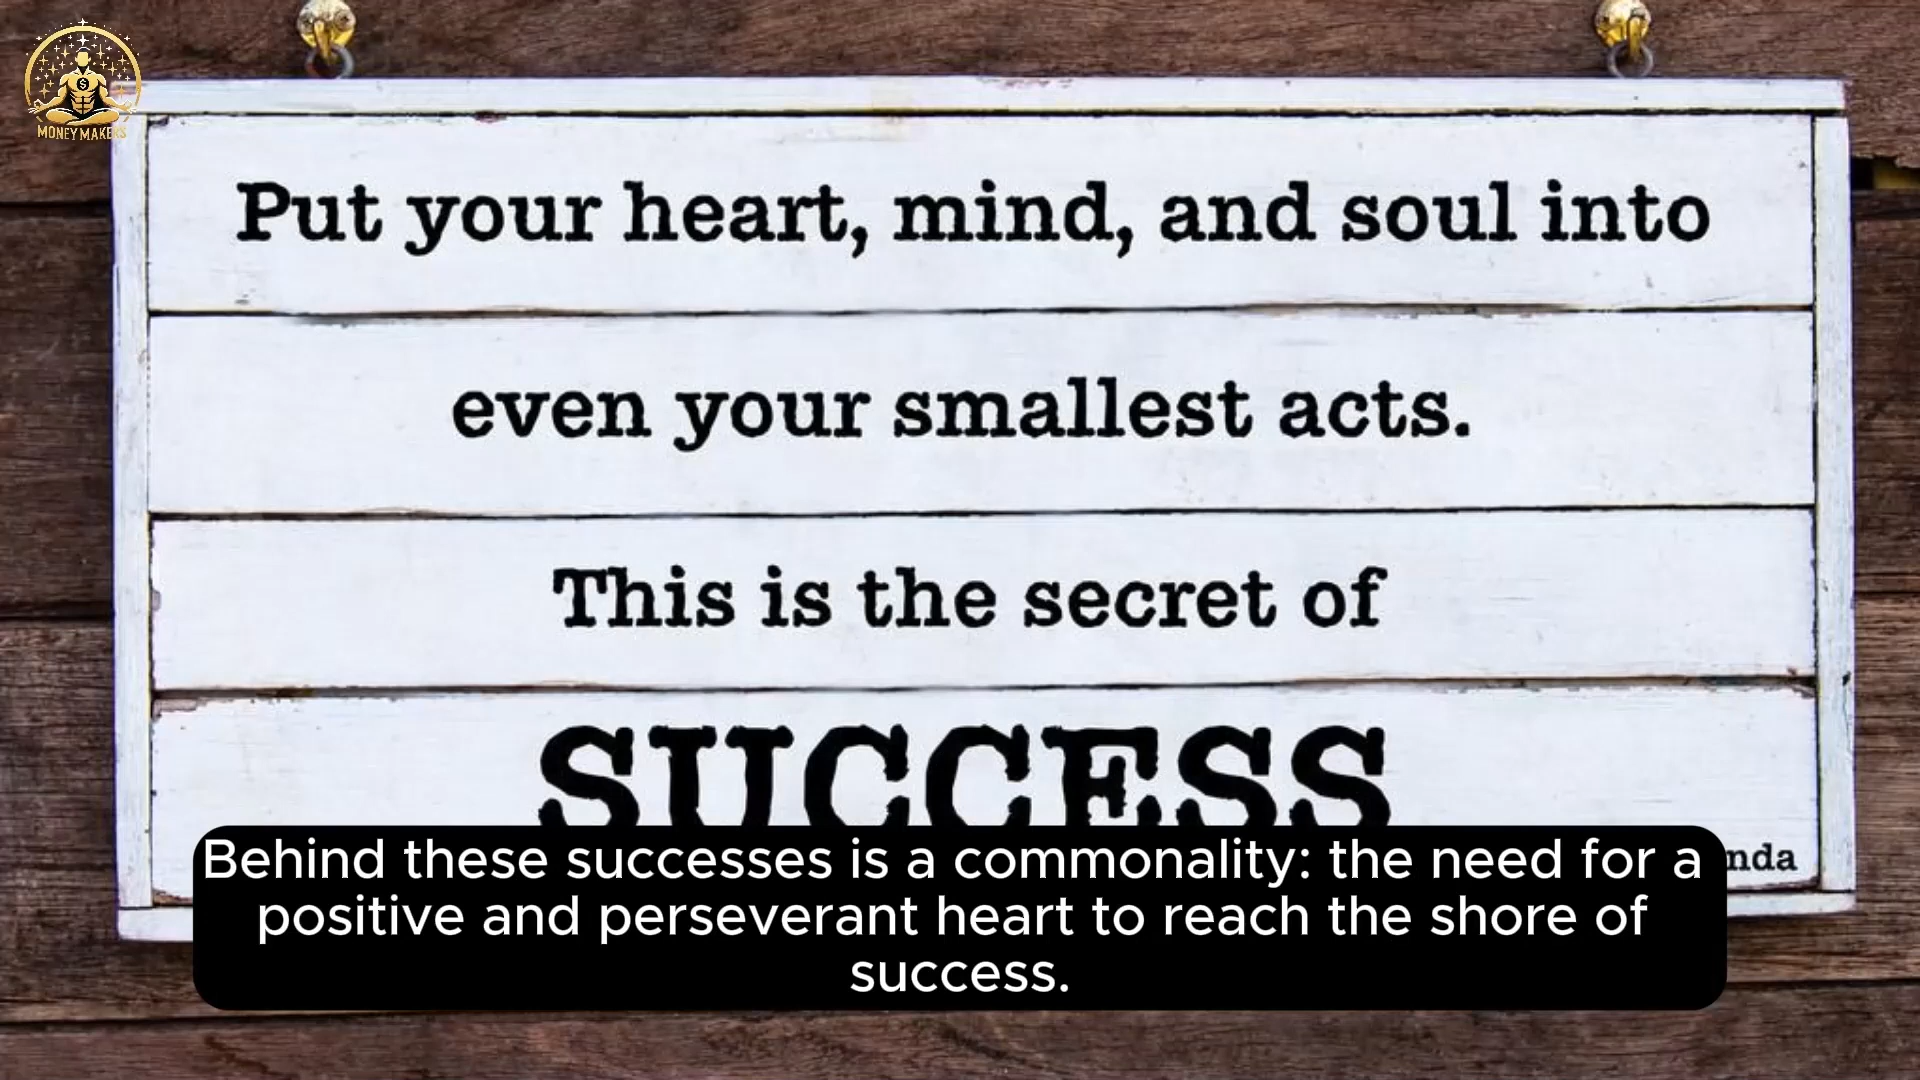 MONEY MAKERS
Put your heart, mind, and soul into
even your smallest acts.
This is the secret of
SUCCESS
Behind these successes is a commonality: the need for a
positive and perseverant heart to reach the shore of
success.